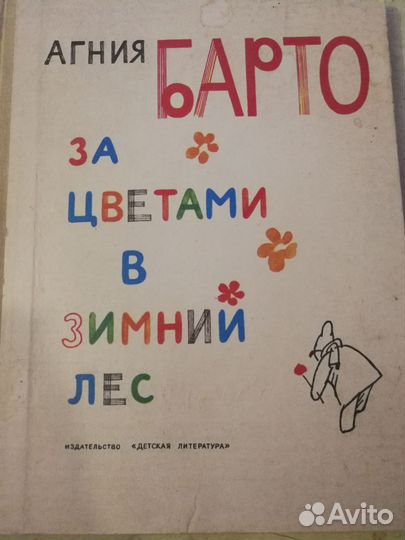 АГНИЯ БАРТО
ЗА
ЦВЕТАМИ
В
ЗИМНИЙ
ЛЕС
ИЗДАТЕЛЬСТВО «ДЕТСКАЯ ЛИТЕРАТУРА»
Avito